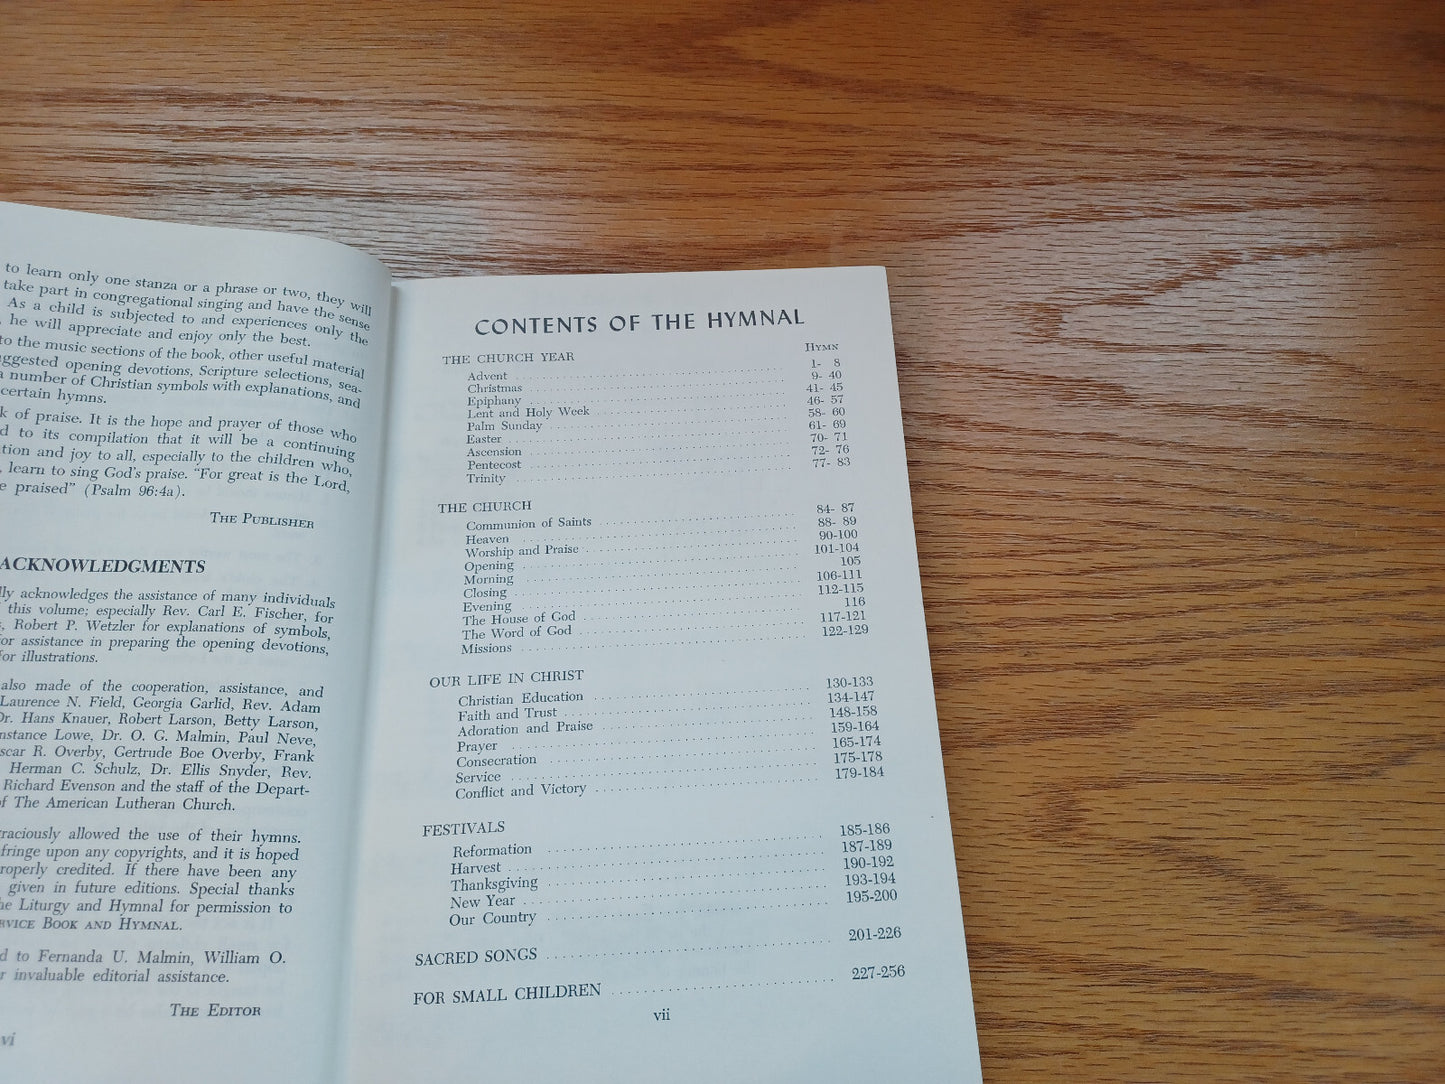 to learn only one stanza or a phrase or two, they will
take part in congregational singing and have the sense
As a child is subjected to and experiences only the
, he will appreciate and enjoy only the best.
to the music sections of the book, other useful material
uggested opening devotions, Scripture selections, sea-
a number of Christian symbols with explanations, and
certain hymns.
k of praise. It is the hope and prayer of those who
d to its compilation that it will be a continuing
ation and joy to all, especially to the children who,
, learn to sing God's praise. "For great is the Lord,
e praised" (Psalm 96:4a).
THE PUBLISHER
ACKNOWLEDGMENTS
lly acknowledges the assistance of many individuals
this volume; especially Rev. Carl E. Fischer, for
s, Robert P. Wetzler for explanations of symbols,
for assistance in preparing the opening devotions,
for illustrations.
also made of the cooperation, assistance, and
Laurence N. Field, Georgia Garlid, Rev. Adam
Dr. Hans Knauer, Robert Larson, Betty Larson,
nstance Lowe, Dr. O. G. Malmin, Paul Neve,
scar R. Overby, Gertrude Boe Overby, Frank
Herman C. Schulz, Dr. Ellis Snyder, Rev.
Richard Evenson and the staff of the Depart-
f The American Lutheran Church.
raciously allowed the use of their hymns.
fringe upon any copyrights, and it is hoped
roperly credited. If there have been any
given in future editions. Special thanks
he Liturgy and Hymnal for permission to
RVICE BOOK AND HYMNAL.
d to Fernanda U. Malmin, William O.
r invaluable editorial assistance.
THE EDITOR
vi
CONTENTS OF THE HYMNAL
HYMN
THE CHURCH YEAR
Advent 1- 8
Christmas 9- 40
Epiphany 41- 45
Lent and Holy Week 46- 57
Palm Sunday 58- 60
Easter 61- 69
Ascension 70- 71
Pentecost 72- 76
Trinity 77- 83
THE CHURCH
Communion of Saints 84- 87
Heaven 88- 89
Worship and Praise 90-100
Opening 101-104
Morning 105
Closing 106-111
Evening 112-115
The House of God 116
The Word of God 117-121
Missions 122-129
OUR LIFE IN CHRIST
Christian Education 130-133
Faith and Trust 134-147
Adoration and Praise 148-158
Prayer 159-164
Consecration 165-174
Service 175-178
Conflict and Victory 179-184
FESTIVALS
Reformation 185-186
Harvest 187-189
Thanksgiving 190-192
New Year 193-194
Our Country 195-200
SACRED SONGS 201-226
FOR SMALL CHILDREN 227-256
vii